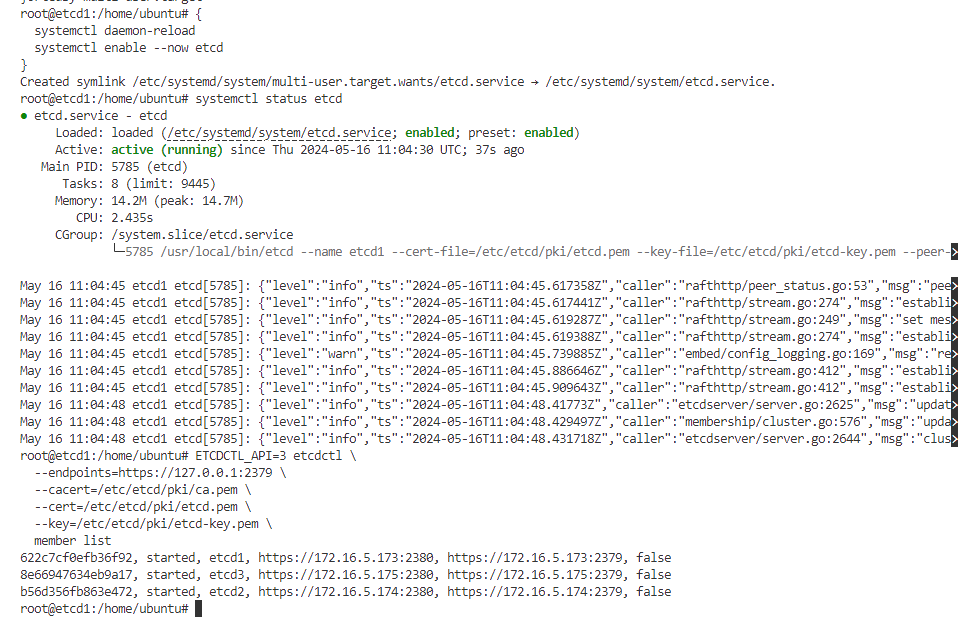 root@etcd1:/home/ubuntu# {
  systemctl daemon-reload
  systemctl enable --now etcd
}
Created symlink /etc/systemd/system/multi-user.target.wants/etcd.service → /etc/systemd/system/etcd.service.
root@etcd1:/home/ubuntu# systemctl status etcd
● etcd.service - etcd
     Loaded: loaded (/etc/systemd/system/etcd.service; enabled; preset: enabled)
     Active: active (running) since Thu 2024-05-16 11:04:30 UTC; 37s ago
   Main PID: 5785 (etcd)
      Tasks: 8 (limit: 9445)
     Memory: 14.2M (peak: 14.7M)
        CPU: 2.435s
     CGroup: /system.slice/etcd.service
             └─5785 /usr/local/bin/etcd --name etcd1 --cert-file=/etc/etcd/pki/etcd.pem --key-file=/etc/etcd/pki/etcd-key.pem --peer->
May 16 11:04:45 etcd1 etcd[5785]: {"level":"info","ts":"2024-05-16T11:04:45.617358Z","caller":"rafthttp/peer_status.go:53","msg":"pee>
May 16 11:04:45 etcd1 etcd[5785]: {"level":"info","ts":"2024-05-16T11:04:45.617441Z","caller":"rafthttp/stream.go:274","msg":"establi>
May 16 11:04:45 etcd1 etcd[5785]: {"level":"info","ts":"2024-05-16T11:04:45.619287Z","caller":"rafthttp/stream.go:249","msg":"set mes>
May 16 11:04:45 etcd1 etcd[5785]: {"level":"info","ts":"2024-05-16T11:04:45.619388Z","caller":"rafthttp/stream.go:274","msg":"establi>
May 16 11:04:45 etcd1 etcd[5785]: {"level":"warn","ts":"2024-05-16T11:04:45.739885Z","caller":"embed/config_logging.go:169","msg":"re>
May 16 11:04:45 etcd1 etcd[5785]: {"level":"info","ts":"2024-05-16T11:04:45.886646Z","caller":"rafthttp/stream.go:412","msg":"establi>
May 16 11:04:45 etcd1 etcd[5785]: {"level":"info","ts":"2024-05-16T11:04:45.909643Z","caller":"rafthttp/stream.go:412","msg":"establi>
May 16 11:04:48 etcd1 etcd[5785]: {"level":"info","ts":"2024-05-16T11:04:48.41773Z","caller":"etcdserver/server.go:2625","msg":"updat>
May 16 11:04:48 etcd1 etcd[5785]: {"level":"info","ts":"2024-05-16T11:04:48.429497Z","caller":"membership/cluster.go:576","msg":"upda>
May 16 11:04:48 etcd1 etcd[5785]: {"level":"info","ts":"2024-05-16T11:04:48.431718Z","caller":"etcdserver/server.go:2644","msg":"clus>
root@etcd1:/home/ubuntu# ETCDCTL_API=3 etcdctl \
  --endpoints=https://127.0.0.1:2379 \
  --cacert=/etc/etcd/pki/ca.pem \
  --cert=/etc/etcd/pki/etcd.pem \
  --key=/etc/etcd/pki/etcd-key.pem \
  member list
622c7cf0efb36f92, started, etcd1, https://172.16.5.173:2380, https://172.16.5.173:2379, false
8e66947634eb9a17, started, etcd3, https://172.16.5.175:2380, https://172.16.5.175:2379, false
b56d356fb863e472, started, etcd2, https://172.16.5.174:2380, https://172.16.5.174:2379, false
root@etcd1:/home/ubuntu#